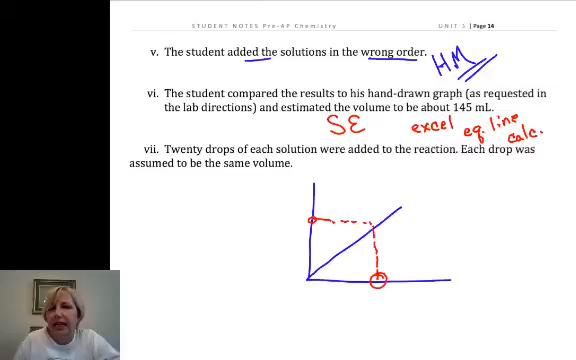 STUDENT NOTES Pre-AP Chemistry UNIT 1 | Page 14
v. The student added the solutions in the wrong order. HM
vi. The student compared the results to his hand-drawn graph (as requested in
the lab directions) and estimated the volume to be about 145 mL.
SE excel eq. line
calc.
vii. Twenty drops of each solution were added to the reaction. Each drop was
assumed to be the same volume.